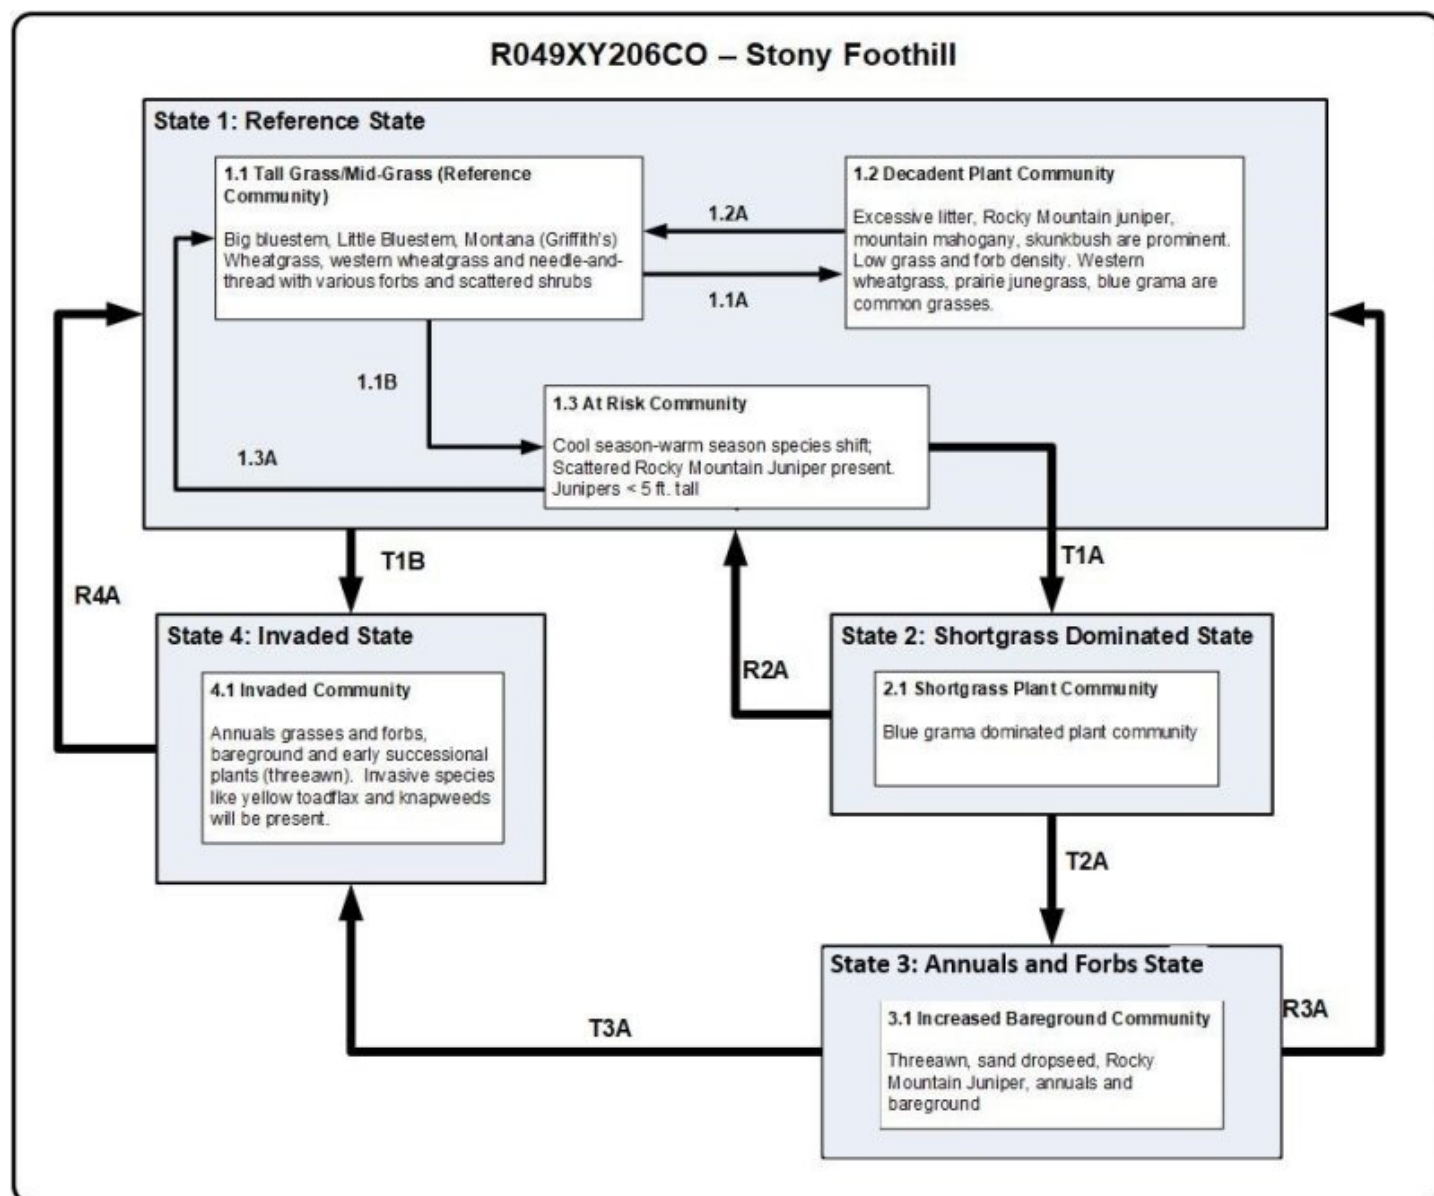 R049XY206CO – Stony Foothill
State 1: Reference State
1.1 Tall Grass/Mid-Grass (Reference
Community)
Big bluestem, Little Bluestem, Montana (Griffith's)
Wheatgrass, western wheatgrass and needle-and-
thread with various forbs and scattered shrubs
1.2A
1.1A
1.2 Decadent Plant Community
Excessive litter, Rocky Mountain juniper,
mountain mahogany, skunkbush are prominent.
Low grass and forb density. Western
wheatgrass, prairie junegrass, blue grama are
common grasses.
1.1B
1.3A
1.3 At Risk Community
Cool season-warm season species shift;
Scattered Rocky Mountain Juniper present.
Junipers < 5 ft. tall
T1B
T1A
R4A
R2A
State 4: Invaded State
4.1 Invaded Community
Annuals grasses and forbs,
bareground and early successional
plants (threeawn).  Invasive species
like yellow toadflax and knapweeds
will be present.
State 2: Shortgrass Dominated State
2.1 Shortgrass Plant Community
Blue grama dominated plant community
T2A
State 3: Annuals and Forbs State
3.1 Increased Bareground Community
Threeawn, sand dropseed, Rocky
Mountain Juniper, annuals and
bareground
T3A
R3A